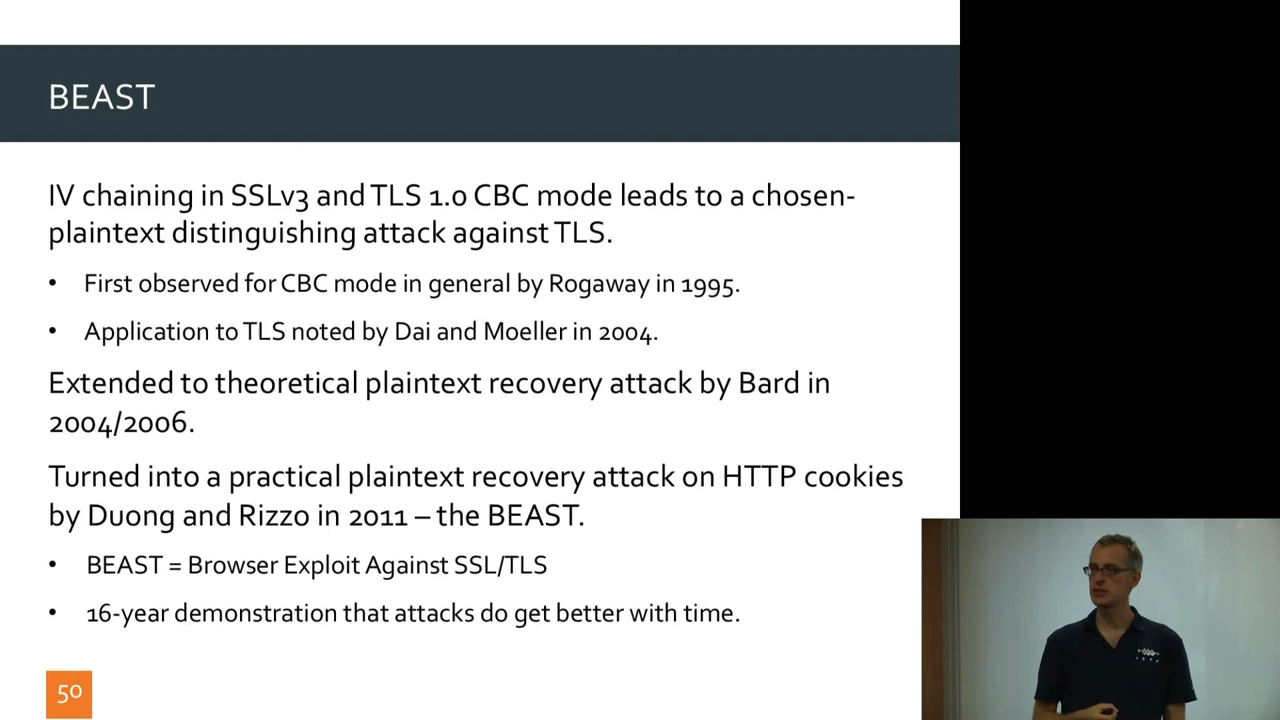 BEAST
IV chaining in SSLv3 and TLS 1.0 CBC mode leads to a chosen-
plaintext distinguishing attack against TLS.
• First observed for CBC mode in general by Rogaway in 1995.
• Application to TLS noted by Dai and Moeller in 2004.
Extended to theoretical plaintext recovery attack by Bard in
2004/2006.
Turned into a practical plaintext recovery attack on HTTP cookies
by Duong and Rizzo in 2011 – the BEAST.
• BEAST = Browser Exploit Against SSL/TLS
• 16-year demonstration that attacks do get better with time.
50